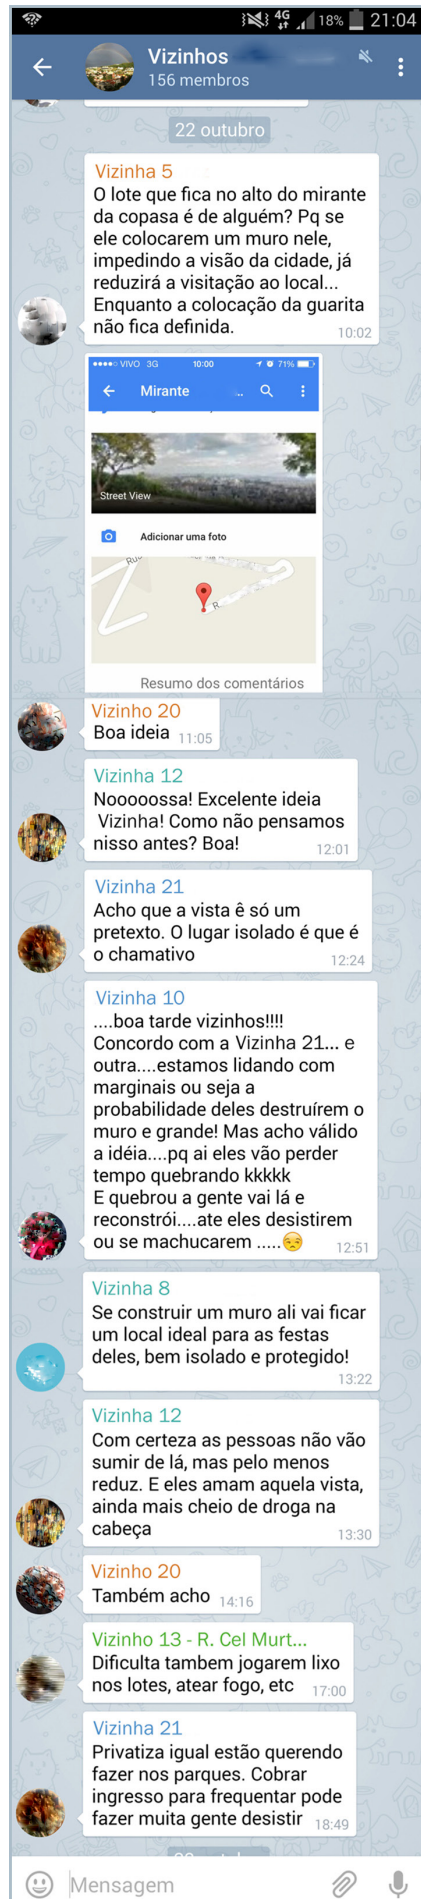 4G 18% 21:04
Vizinhos
156 membros
22 outubro
Vizinha 5
O lote que fica no alto do mirante
da copasa é de alguém? Pq se
ele colocarem um muro nele,
impedindo a visão da cidade, já
reduzirá a visitação ao local...
Enquanto a colocação da guarita
não fica definida.
10:02
VIVO 3G 10:00 71%
Mirante ..
Street View
Adicionar uma foto
Rua
R.
Resumo dos comentários
Vizinho 20
Boa ideia 11:05
Vizinha 12
Nooooossa! Excelente ideia
Vizinha! Como não pensamos
nisso antes? Boa!
12:01
Vizinha 21
Acho que a vista ê só um
pretexto. O lugar isolado é que é
o chamativo
12:24
Vizinha 10
....boa tarde vizinhos!!!!
Concordo com a Vizinha 21... e
outra....estamos lidando com
marginais ou seja a
probabilidade deles destruírem o
muro e grande! Mas acho válido
a idéia....pq ai eles vão perder
tempo quebrando kkkkk
E quebrou a gente vai lá e
reconstrói....ate eles desistirem
ou se machucarem .....😒
12:51
Vizinha 8
Se construir um muro ali vai ficar
um local ideal para as festas
deles, bem isolado e protegido!
13:22
Vizinha 12
Com certeza as pessoas não vão
sumir de lá, mas pelo menos
reduz. E eles amam aquela vista,
ainda mais cheio de droga na
cabeça
13:30
Vizinho 20
Também acho 14:16
Vizinho 13 - R. Cel Murt...
Dificulta tambem jogarem lixo
nos lotes, atear fogo, etc 17:00
Vizinha 21
Privatiza igual estão querendo
fazer nos parques. Cobrar
ingresso para frequentar pode
fazer muita gente desistir 18:49
Mensagem